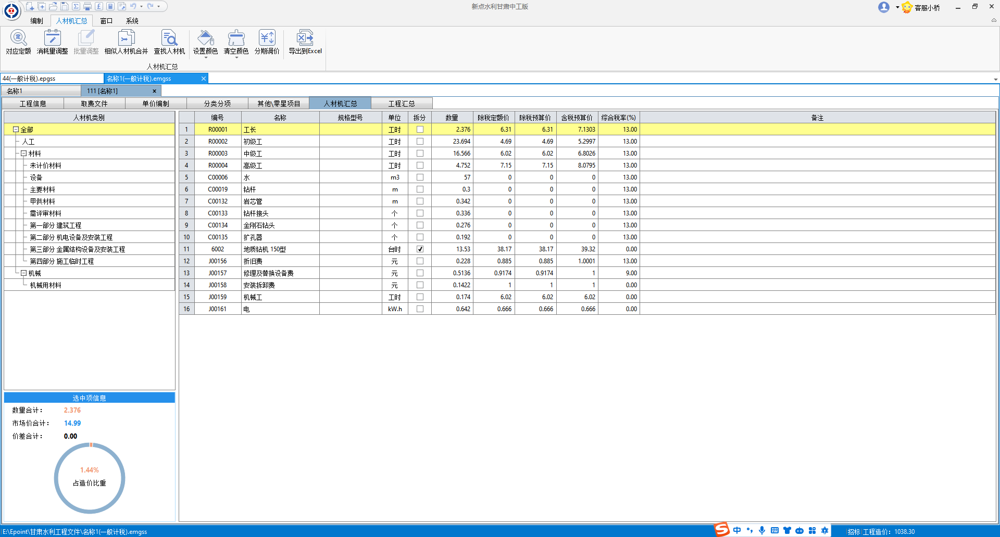 新点水利甘肃中工版
客服小桥
编制 人材机汇总 窗口 系统
对应定额 消耗量调整 批量调整 相似人材机合并 查找人材机 设置颜色 清空颜色 分期调价 导出到Excel
人材机汇总
44(一般计税).epgss 名称1(一般计税).emgss
名称1 111 [名称1]
工程信息 取费文件 单价编制 分类分项 其他\零星项目 人材机汇总 工程汇总
人材机类别
全部
人工
材料
未计价材料
设备
主要材料
甲供材料
需评审材料
第一部分 建筑工程
第二部分 机电设备及安装工程
第三部分 金属结构设备及安装工程
第四部分 施工临时工程
机械
机械用材料
编号 名称 规格型号 单位 拆分 数量 除税定额价 除税预算价 含税预算价 综合税率(%) 备注
1 R00001 工长 工时 2.376 6.31 6.31 7.1303 13.00
2 R00002 初级工 工时 23.694 4.69 4.69 5.2997 13.00
3 R00003 中级工 工时 16.566 6.02 6.02 6.8026 13.00
4 R00004 高级工 工时 4.752 7.15 7.15 8.0795 13.00
5 C00006 水 m3 57 0 0 0 13.00
6 C00019 钻杆 m 0.3 0 0 0 13.00
7 C00132 岩芯管 m 0.342 0 0 0 13.00
8 C00133 钻杆接头 个 0.336 0 0 0 13.00
9 C00134 金刚石钻头 个 0.276 0 0 0 13.00
10 C00135 扩孔器 个 0.192 0 0 0 13.00
11 6002 地质钻机 150型 台时 13.53 38.17 38.17 39.32 0.00
12 J00156 折旧费 元 0.228 0.885 0.885 1.0001 13.00
13 J00157 修理及替换设备费 元 0.5136 0.9174 0.9174 1 9.00
14 J00158 安装拆卸费 元 0.1422 1 1 1 0.00
15 J00159 机械工 工时 0.174 6.02 6.02 6.02 0.00
16 J00161 电 kW.h 0.642 0.666 0.666 0.666 0.00
选中项信息
数量合计： 2.376
市场价合计： 14.99
价差合计： 0.00
1.44%
占造价比重
E:\Epoint\甘肃水利工程文件\名称1(一般计税).emgss
中
招标 工程造价：1038.30